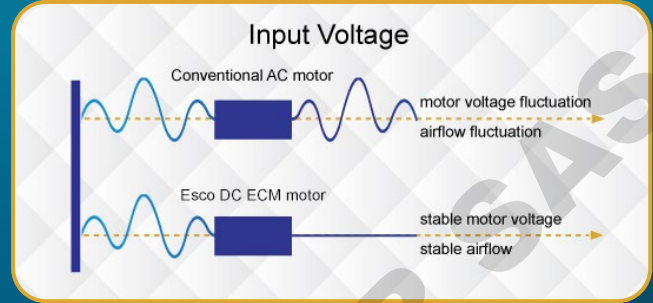 Input Voltage
Conventional AC motor
motor voltage fluctuation
airflow fluctuation
Esco DC ECM motor
stable motor voltage
stable airflow
SAS